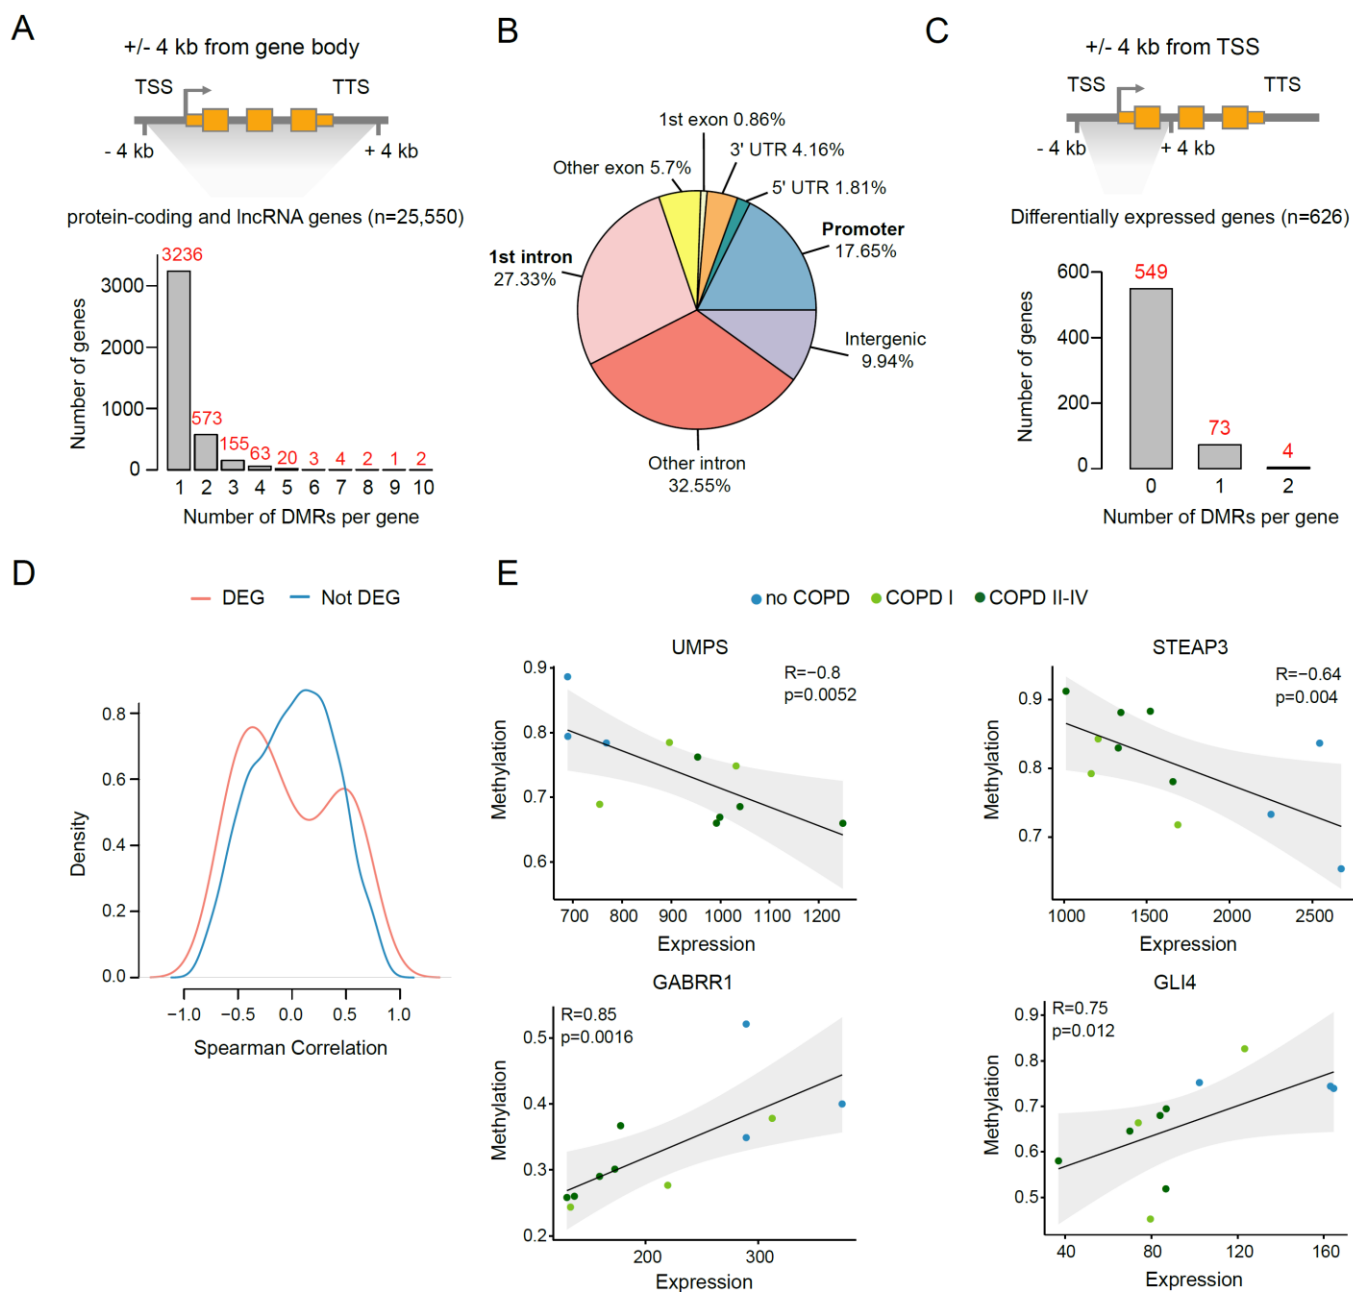 A
+/- 4 kb from gene body
TSS
TTS
- 4 kb
+ 4 kb
protein-coding and lncRNA genes (n=25,550)
Number of genes
3000
2000
1000
0
3236
573
155
63
20
3
4
2
1
2
1 2 3 4 5 6 7 8 9 10
Number of DMRs per gene
B
1st exon 0.86%
3' UTR 4.16%
Other exon 5.7%
5' UTR 1.81%
Promoter
17.65%
1st intron
27.33%
Intergenic
9.94%
Other intron
32.55%
C
+/- 4 kb from TSS
TSS
TTS
- 4 kb
+ 4 kb
Differentially expressed genes (n=626)
Number of genes
600
400
200
0
549
73
4
0 1 2
Number of DMRs per gene
D
DEG
Not DEG
Density
0.8
0.6
0.4
0.2
0.0
−1.0 −0.5 0.0 0.5 1.0
Spearman Correlation
E
no COPD
COPD I
COPD II-IV
UMPS
R=−0.8
p=0.0052
Methylation
0.9
0.8
0.7
0.6
700 800 900 1000 1100 1200
Expression
STEAP3
R=−0.64
p=0.004
Methylation
0.9
0.8
0.7
1000 1500 2000 2500
Expression
GABRR1
R=0.85
p=0.0016
Methylation
0.5
0.4
0.3
0.2
200 300
Expression
GLI4
R=0.75
p=0.012
Methylation
0.9
0.8
0.7
0.6
0.5
40 80 120 160
Expression